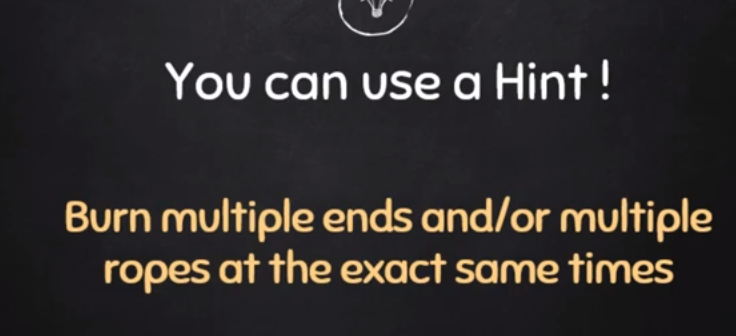 You can use a Hint !
Burn multiple ends and/or multiple
ropes at the exact same times